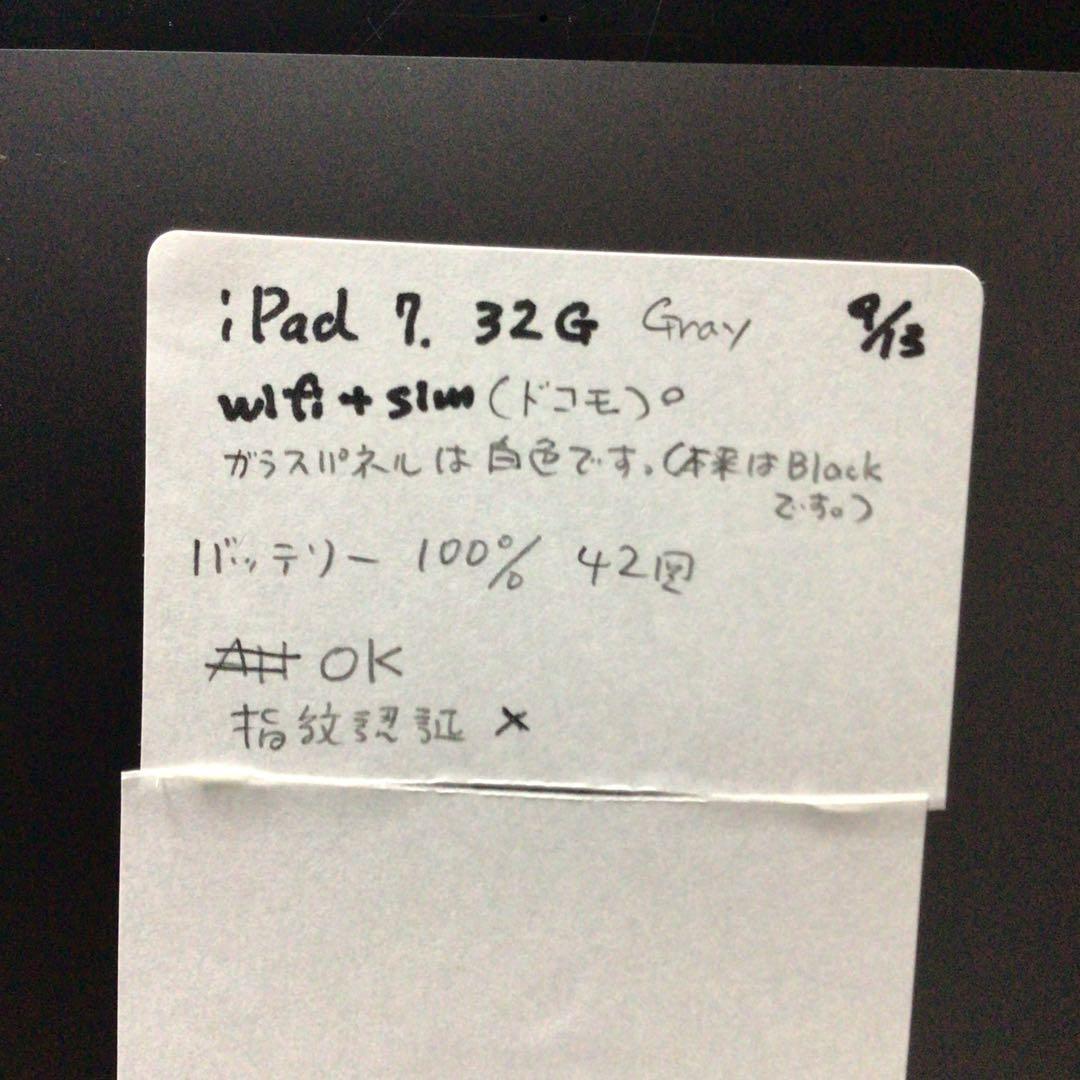 iPad 7. 32G Gray 9/13
wifi + sim (ドコモ)○
ガラスパネルは白色です。(本来はBlack
です。)
バッテリー 100% 42回
OK
指紋認証 ×